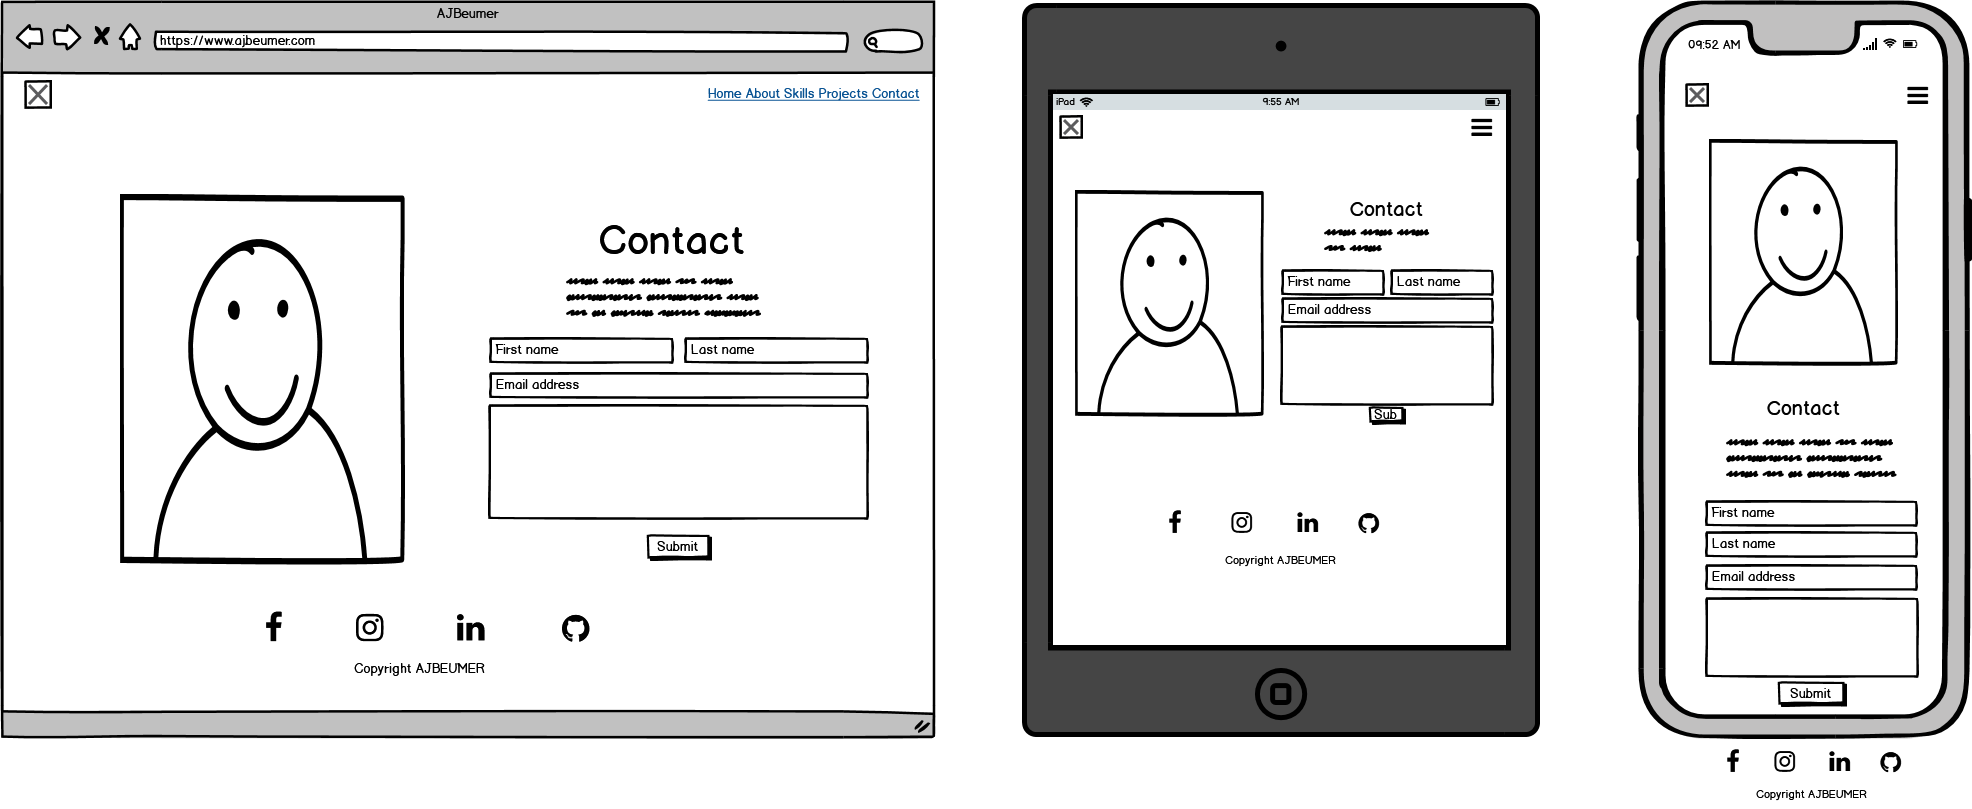 AJBeumer
https://www.ajbeumer.com
Home About Skills Projects Contact
Contact
First name
Last name
Email address
Submit
Copyright AJBEUMER
iPad
9:55 AM
Contact
First name
Last name
Email address
Sub
Copyright AJBEUMER
09:52 AM
Contact
First name
Last name
Email address
Submit
Copyright AJBEUMER